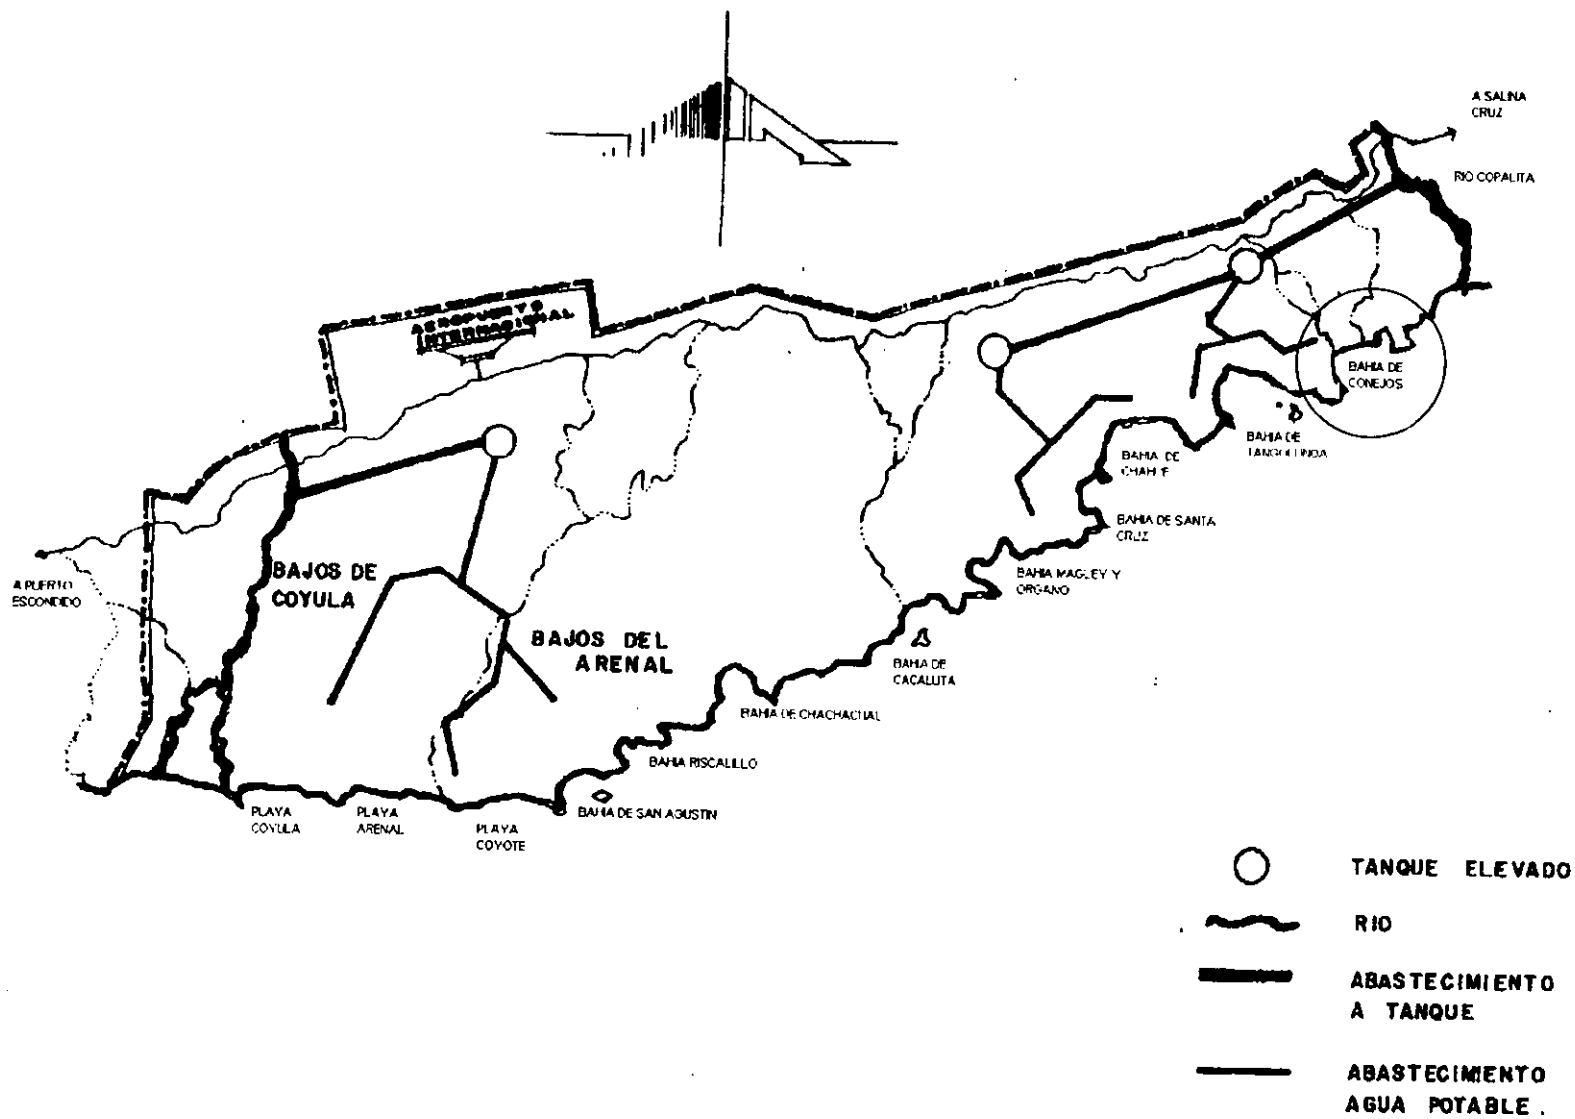 A SALINA
CRUZ
RIO COPALITA
AEROPUERTO
INTERNACIONAL
BAHIA DE
CONEJOS
BAHIA DE
TANGOLUNDA
BAHIA DE
CHAHUE
BAHIA DE SANTA
CRUZ
BAHIA MAGUEY Y
ORGANO
A PUERTO
ESCONDIDO
BAJOS DE
COYULA
BAJOS DEL
ARENAL
BAHIA DE
CACALUTA
BAHIA DE CHACHACUAL
BAHIA RISCALILLO
BAHIA DE SAN AGUSTIN
PLAYA
COYULA
PLAYA
ARENAL
PLAYA
COYOTE
TANQUE ELEVADO
RIO
ABASTECIMIENTO
A TANQUE
ABASTECIMIENTO
AGUA POTABLE.